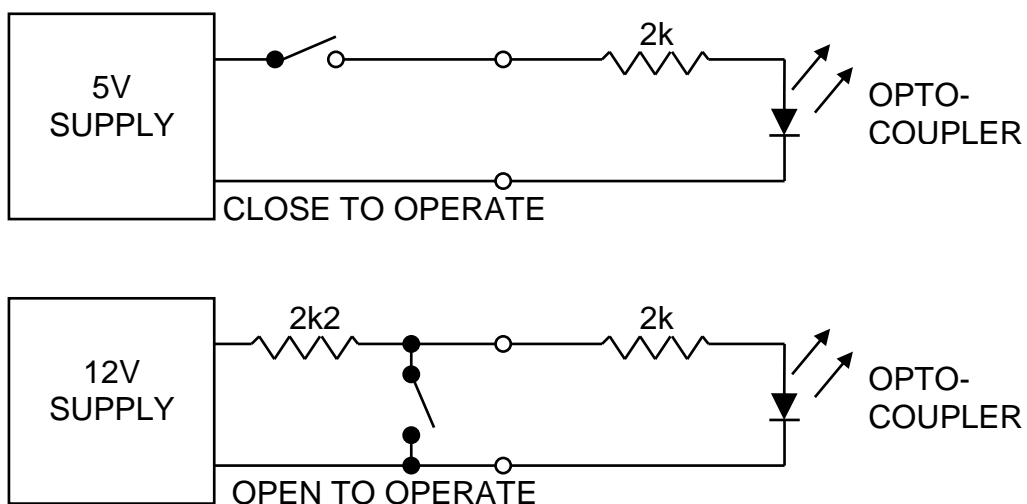 2k
5V
SUPPLY
OPTO-
COUPLER
CLOSE TO OPERATE
2k2
2k
12V
SUPPLY
OPTO-
COUPLER
OPEN TO OPERATE